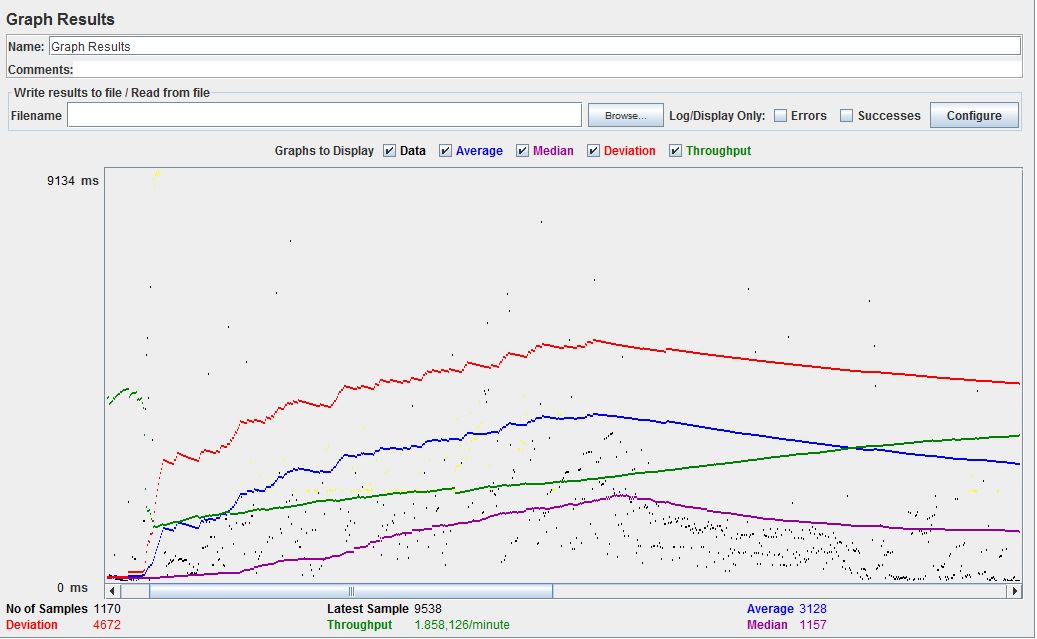 Graph Results
Name: Graph Results
Comments:
Write results to file / Read from file
Filename Browse... Log/Display Only: Errors Successes Configure
Graphs to Display Data Average Median Deviation Throughput
9134 ms
0 ms
No of Samples 1170 Latest Sample 9538 Average 3128
Deviation 4672 Throughput 1.858,126/minute Median 1157